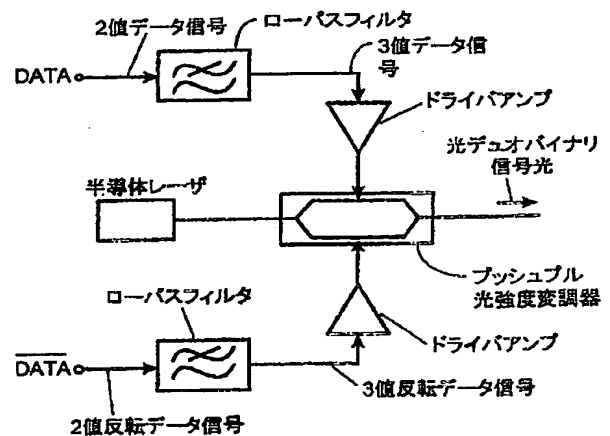 2値データ信号
ローパスフィルタ
DATA
3値データ信
号
ドライバアンプ
光デュオバイナリ
信号光
半導体レーザ
プッシュプル
光強度変調器
ローパスフィルタ
ドライバアンプ
DATA
3値反転データ信号
2値反転データ信号